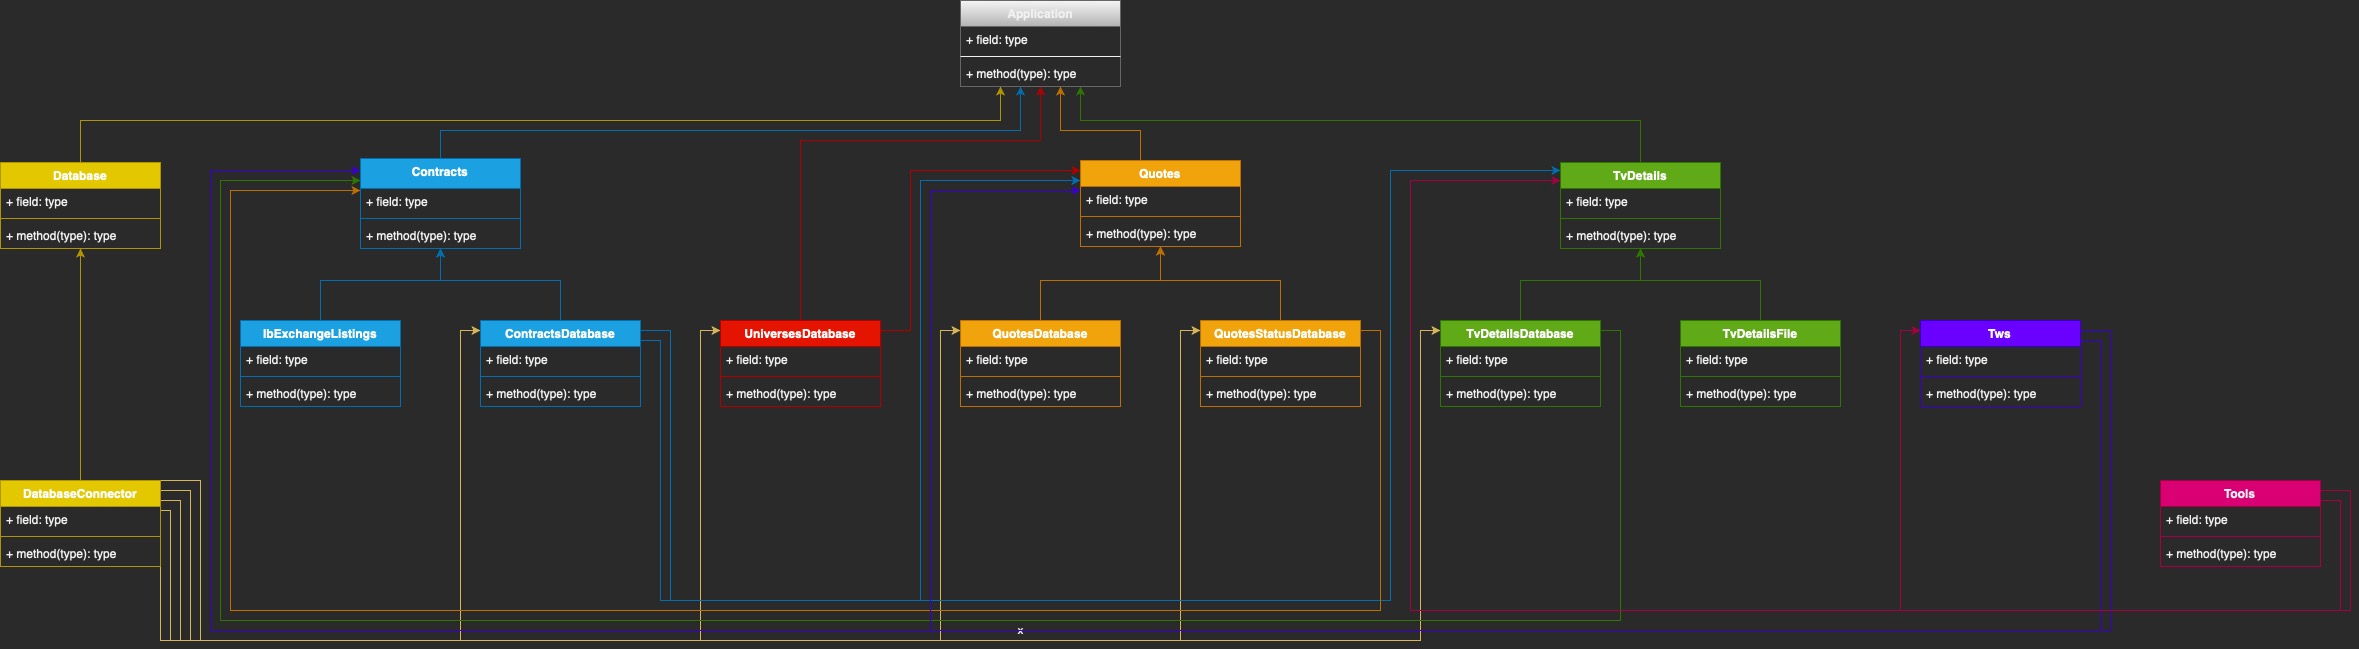 Application
+ field: type
+ method(type): type
Database
+ field: type
+ method(type): type
Contracts
+ field: type
+ method(type): type
Quotes
+ field: type
+ method(type): type
TvDetails
+ field: type
+ method(type): type
IbExchangeListings
+ field: type
+ method(type): type
ContractsDatabase
+ field: type
+ method(type): type
UniversesDatabase
+ field: type
+ method(type): type
QuotesDatabase
+ field: type
+ method(type): type
QuotesStatusDatabase
+ field: type
+ method(type): type
TvDetailsDatabase
+ field: type
+ method(type): type
TvDetailsFile
+ field: type
+ method(type): type
Tws
+ field: type
+ method(type): type
DatabaseConnector
+ field: type
+ method(type): type
Tools
+ field: type
+ method(type): type
x